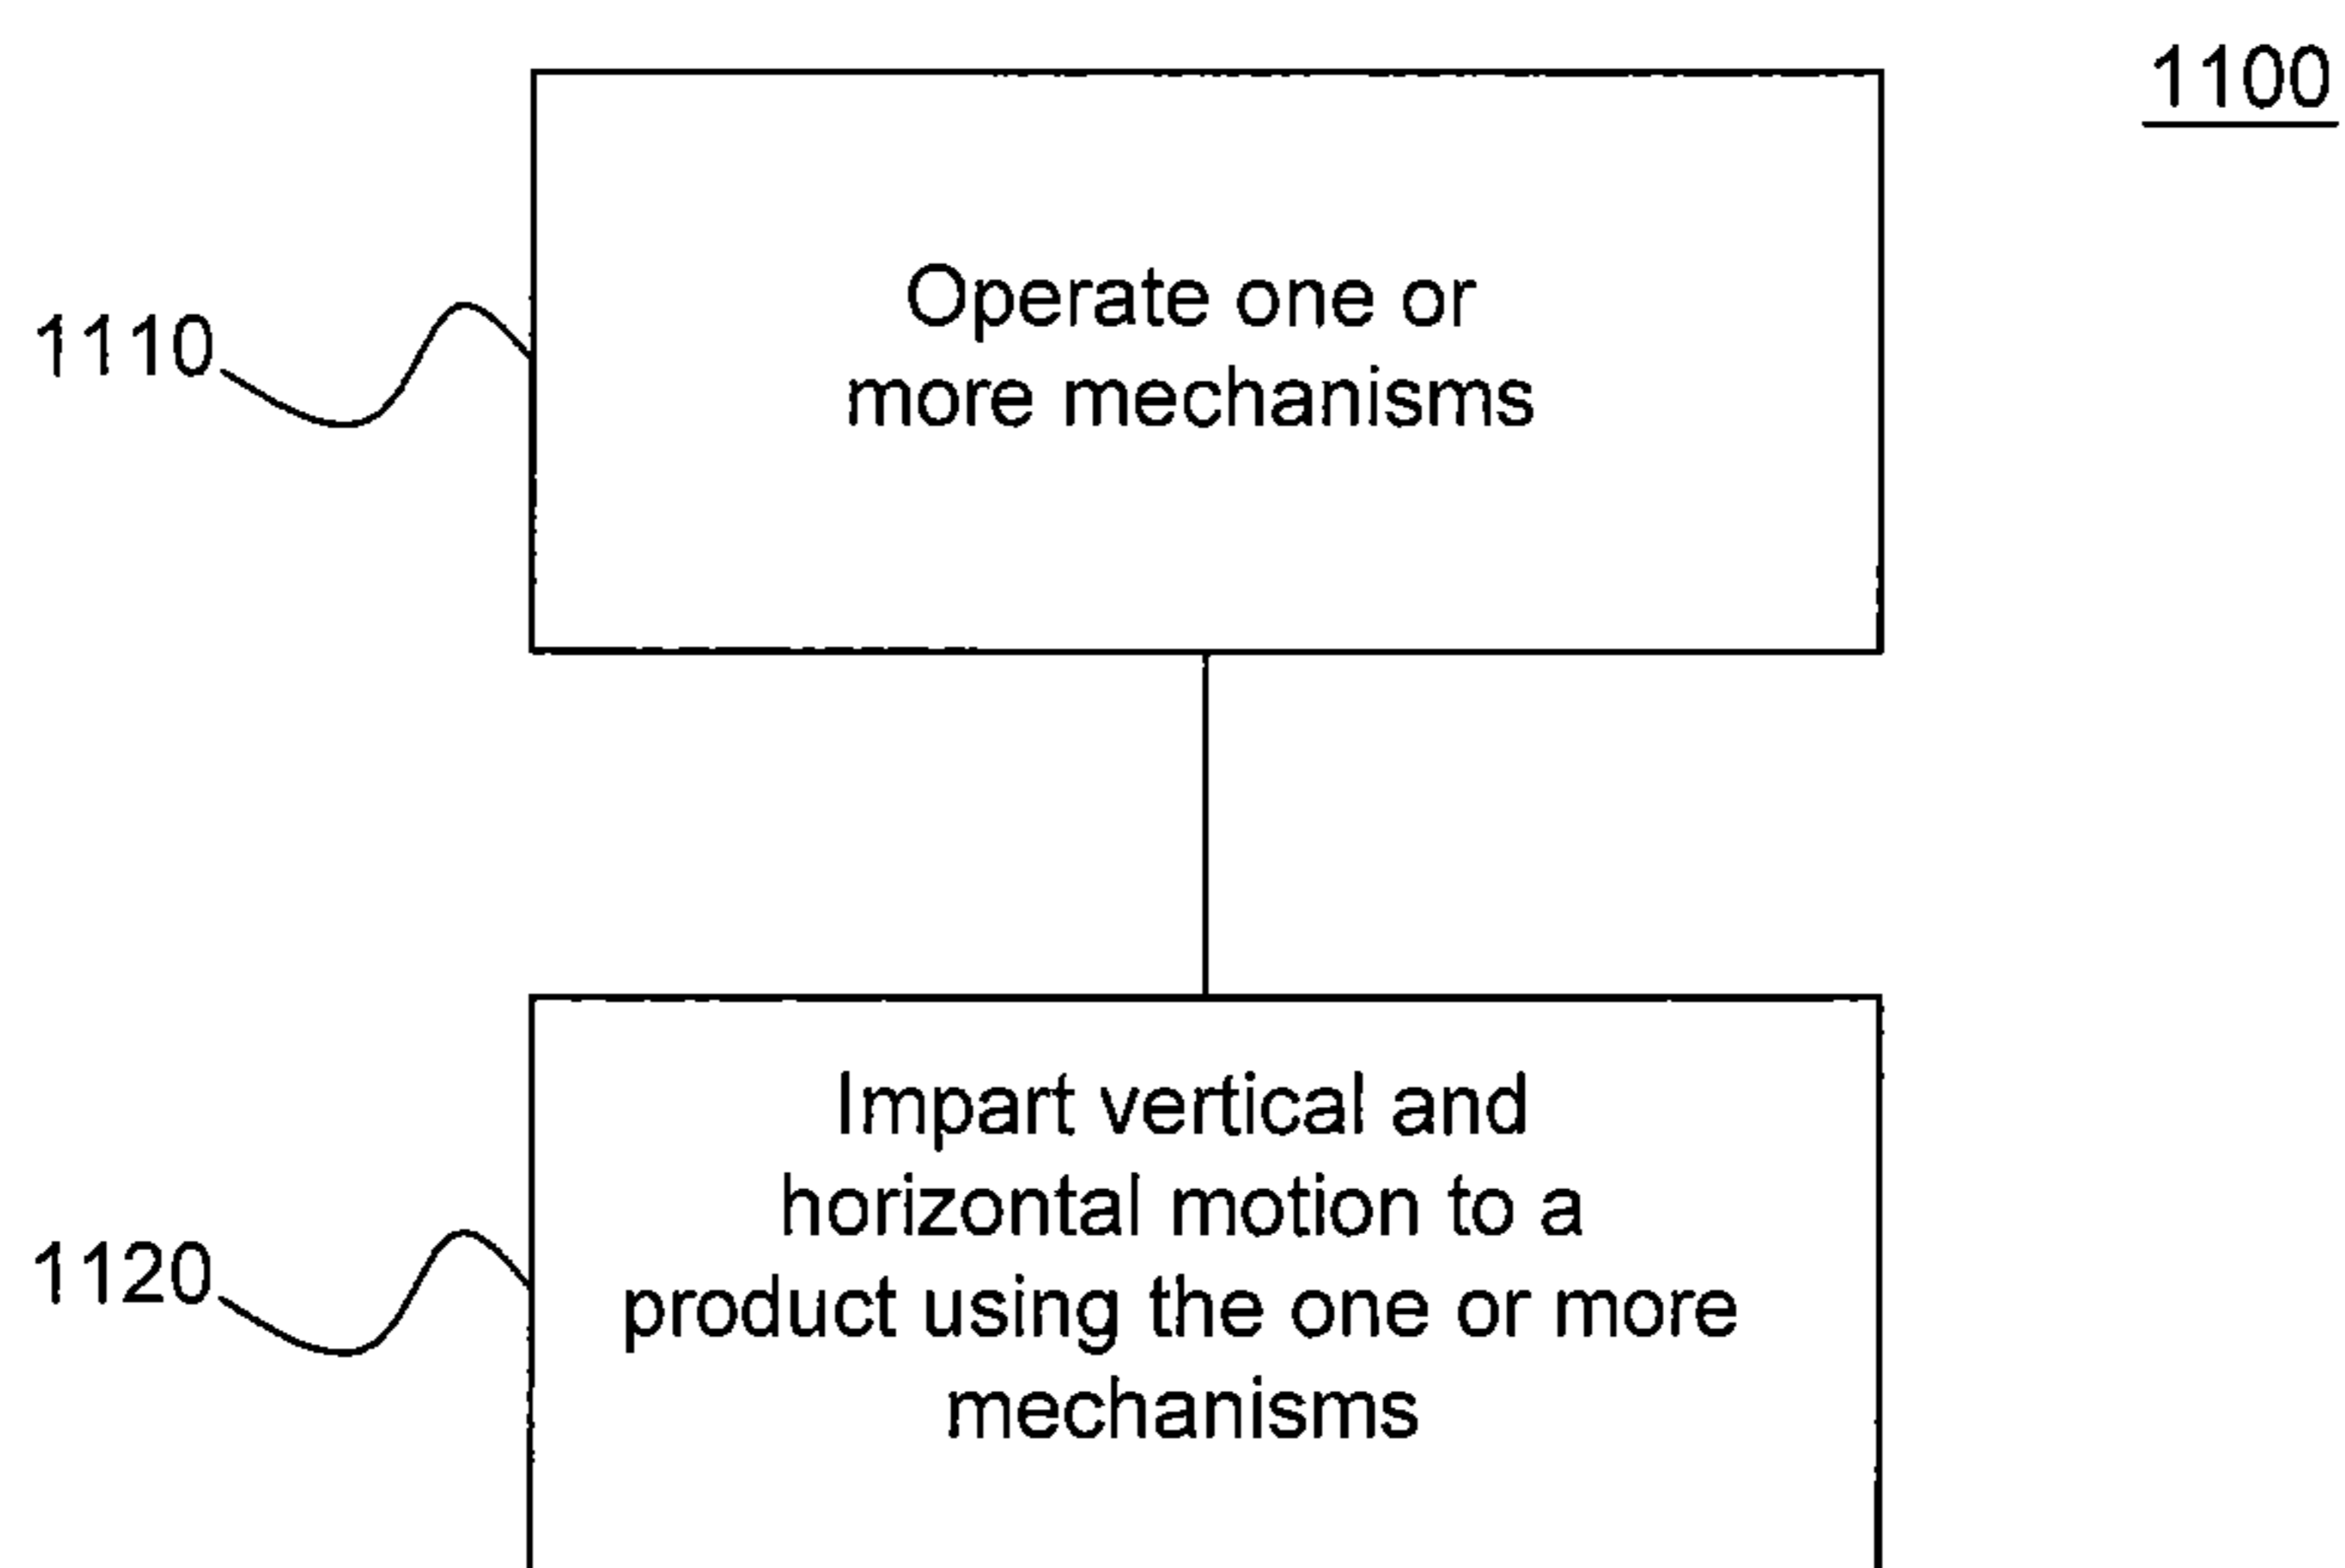 1100
Operate one or
more mechanisms
1110
Impart vertical and
horizontal motion to a
product using the one or more
mechanisms
1120